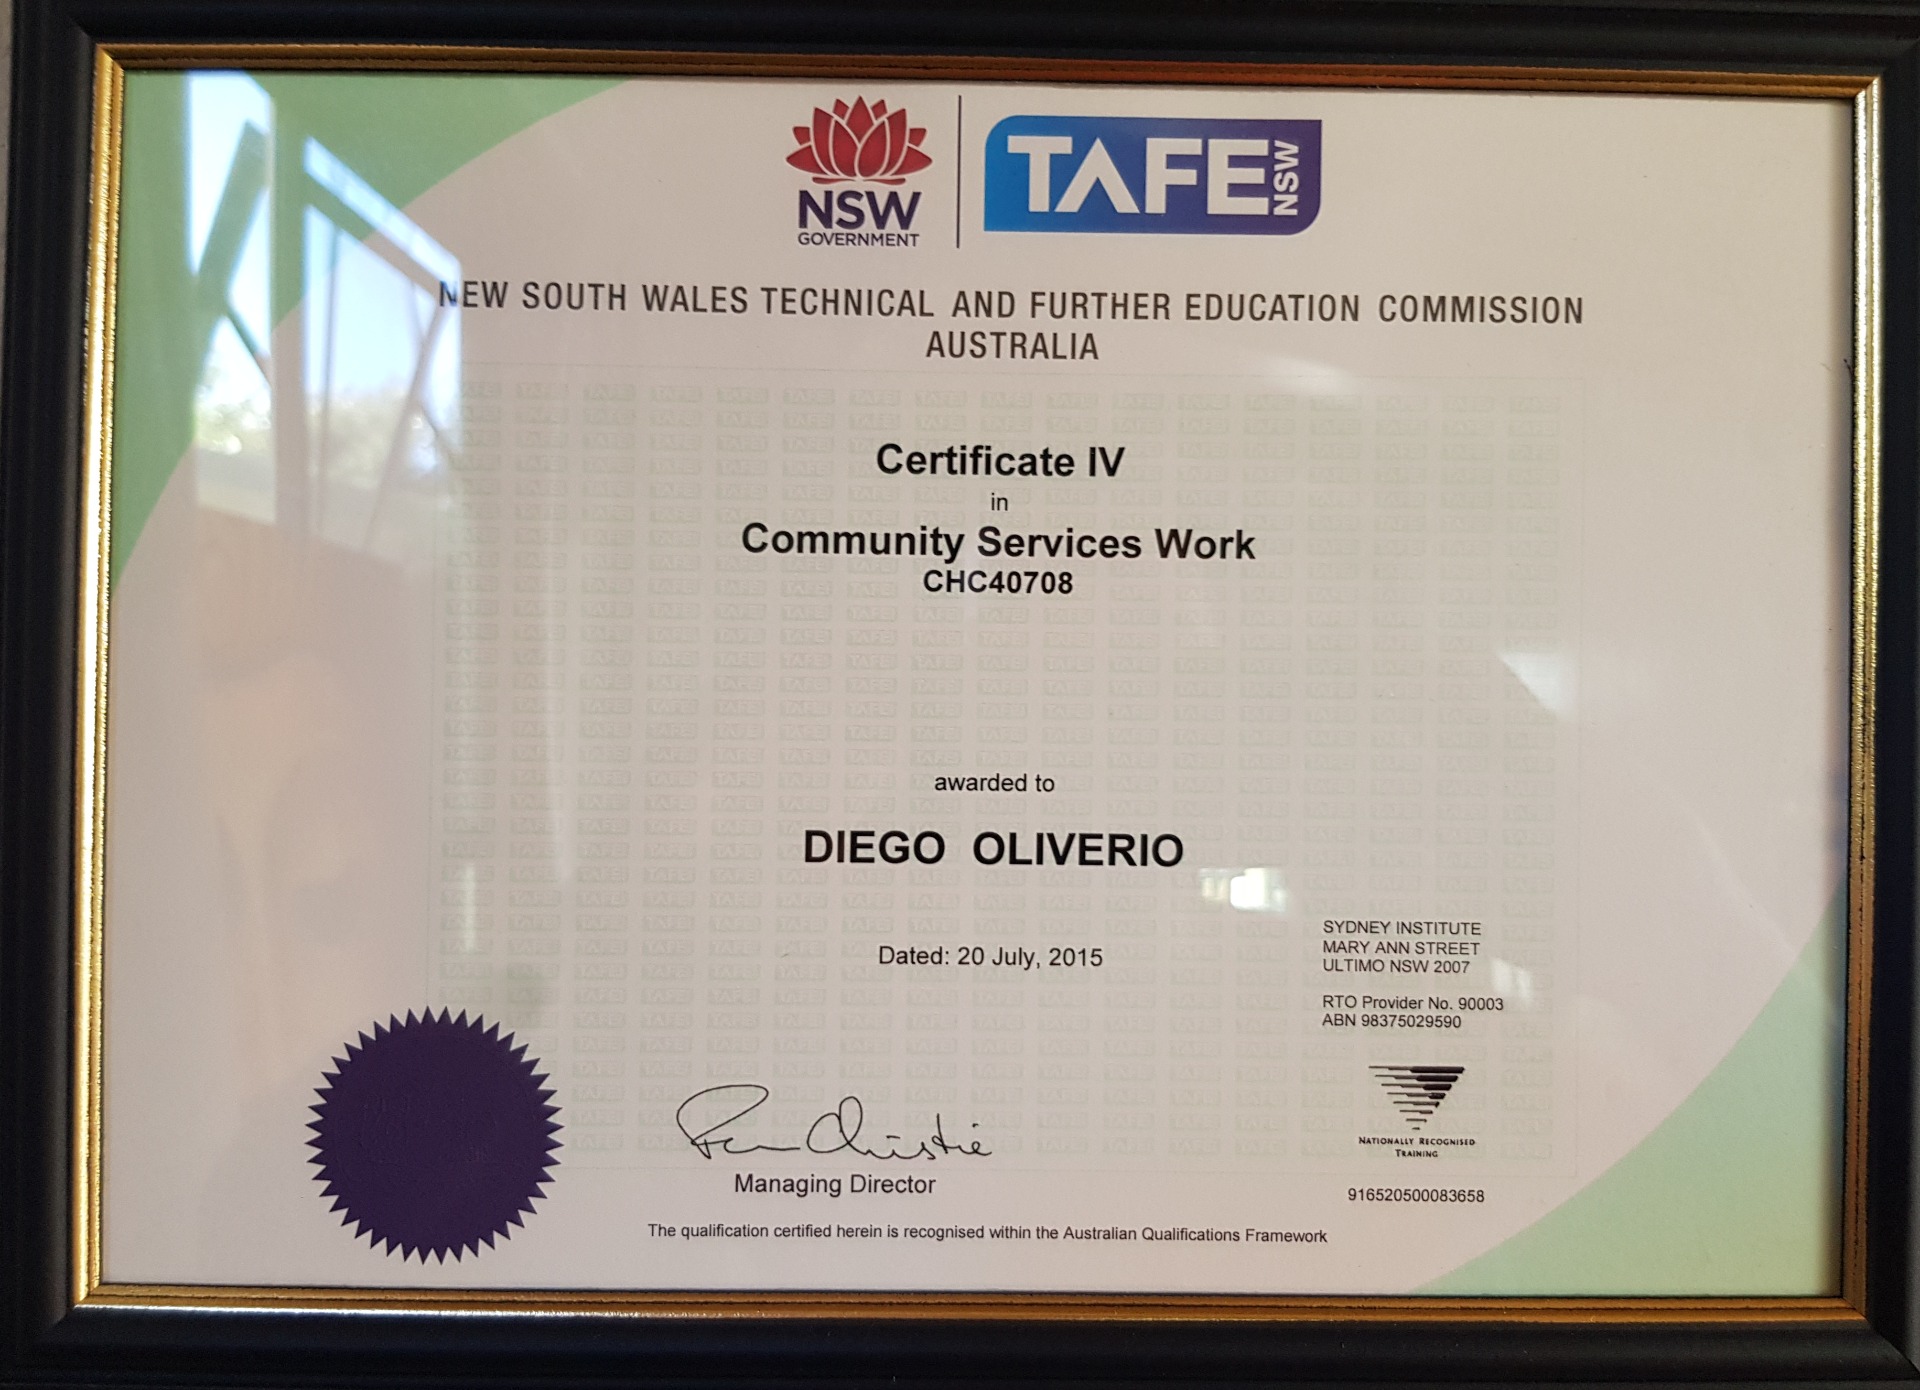 NSW
GOVERNMENT
TAFE NSW
NEW SOUTH WALES TECHNICAL AND FURTHER EDUCATION COMMISSION
AUSTRALIA
Certificate IV
in
Community Services Work
CHC40708
awarded to
DIEGO OLIVERIO
Dated: 20 July, 2015
SYDNEY INSTITUTE
MARY ANN STREET
ULTIMO NSW 2007
RTO Provider No. 90003
ABN 98375029590
NATIONALLY RECOGNISED
TRAINING
Pam Christie
Managing Director
916520500083658
The qualification certified herein is recognised within the Australian Qualifications Framework